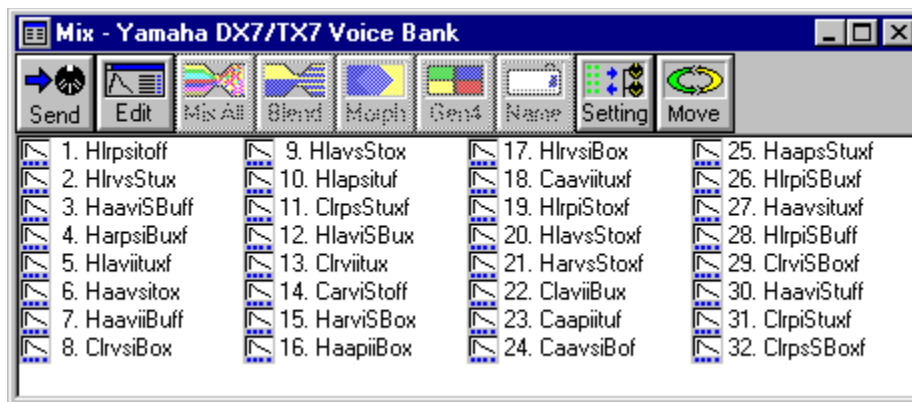 Mix - Yamaha DX7/TX7 Voice Bank
Send Edit Mix All Blend Morph Gen4 Name Setting Move
1. Hlrpsitoff
2. HlrvsStux
3. HaaviSBuff
4. HarpsiBuxf
5. Hlaviituxf
6. Haavsitox
7. HaaviiBuff
8. ClrvsiBox
9. HlavsStox
10. Hlapsituf
11. ClrpsStuxf
12. HlaviSBux
13. Clrviitux
14. CarviStoff
15. HarviSBox
16. HaapiiBox
17. HlrvsiBox
18. Caaviituxf
19. HlrpiStoxf
20. HlavsStoxf
21. HarvsStoxf
22. ClaviiBux
23. Caapiituf
24. CaavsiBof
25. HaapsStuxf
26. HlrpiSBuxf
27. Haavsituxf
28. HlrpiSBuff
29. ClrviSBoxf
30. HaaviStuff
31. ClrpiStuxf
32. ClrpsSBoxf